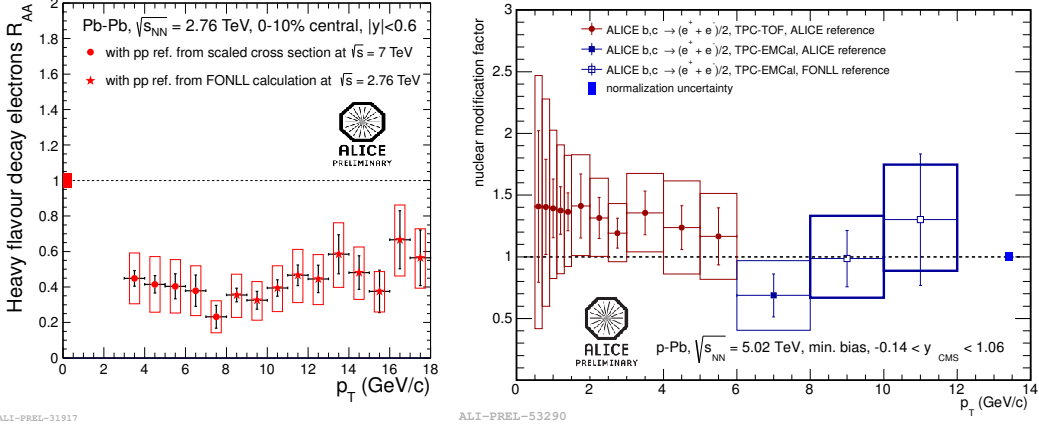 Heavy flavour decay electrons R_AA
2
1.8
1.6
1.4
1.2
1
0.8
0.6
0.4
0.2
0
Pb-Pb, √s_NN = 2.76 TeV, 0-10% central, |y|<0.6
with pp ref. from scaled cross section at √s = 7 TeV
with pp ref. from FONLL calculation at √s = 2.76 TeV
ALICE
PRELIMINARY
0 2 4 6 8 10 12 14 16 18
p_T (GeV/c)
ALI-PREL-31917
nuclear modification factor
3
2.5
2
1.5
1
0.5
ALICE b,c → (e⁺ + e⁻)/2, TPC-TOF, ALICE reference
ALICE b,c → (e⁺ + e⁻)/2, TPC-EMCal, ALICE reference
ALICE b,c → (e⁺ + e⁻)/2, TPC-EMCal, FONLL reference
normalization uncertainty
ALICE
PRELIMINARY
p-Pb, √s_NN = 5.02 TeV, min. bias, -0.14 < y_CMS < 1.06
0 2 4 6 8 10 12 14
p_T (GeV/c)
ALI-PREL-53290